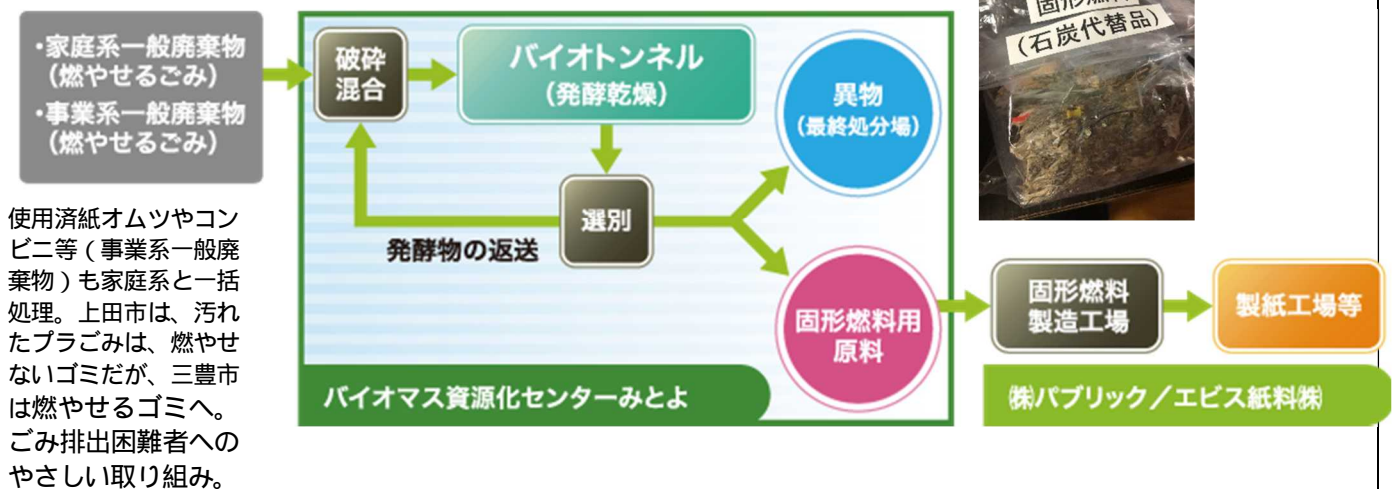 ・家庭系一般廃棄物
(燃やせるごみ)
・事業系一般廃棄物
(燃やせるごみ)
破砕
混合
バイオトンネル
(発酵乾燥)
選別
発酵物の返送
異物
(最終処分場)
固形燃料用
原料
バイオマス資源化センターみとよ
固形燃料
(石炭代替品)
固形燃料
製造工場
製紙工場等
㈱パブリック/エビス紙料㈱
使用済紙オムツやコン
ビニ等(事業系一般廃
棄物)も家庭系と一括
処理。上田市は、汚れ
たプラごみは、燃やせ
ないゴミだが、三豊市
は燃やせるゴミへ。
ごみ排出困難者への
やさしい取り組み。